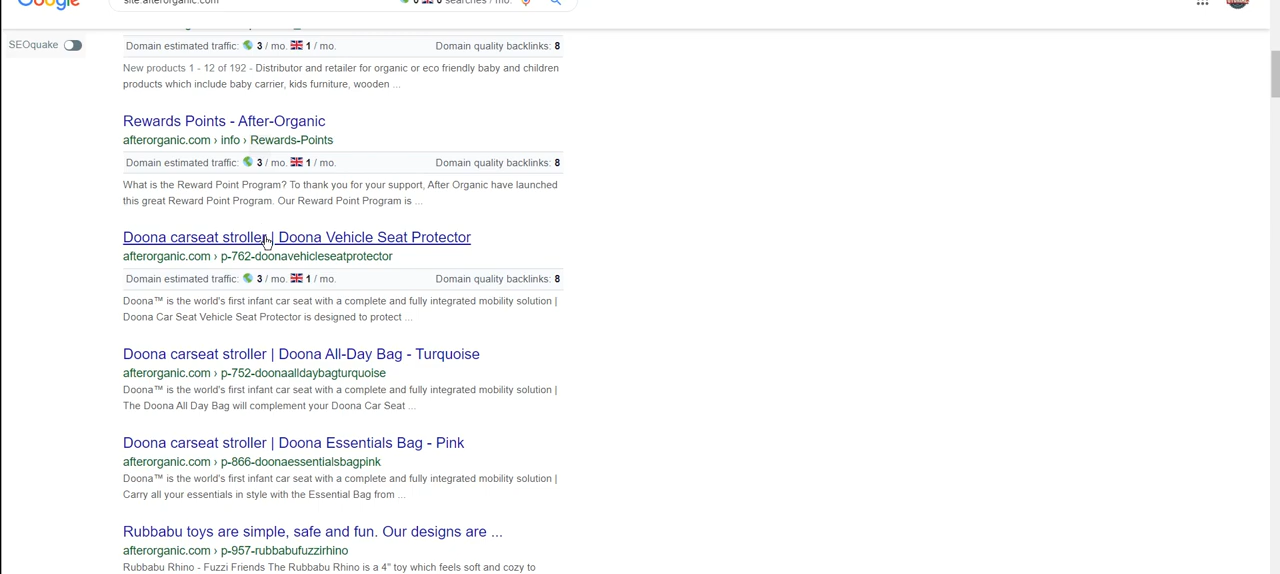 Google
site:afterorganic.com
0 0 searches / mo.
SEOquake
Domain estimated traffic: 3 / mo. 1 / mo. Domain quality backlinks: 8
New products 1 - 12 of 192 - Distributor and retailer for organic or eco friendly baby and children
products which include baby carrier, kids furniture, wooden ...
Rewards Points - After-Organic
afterorganic.com › info › Rewards-Points
Domain estimated traffic: 3 / mo. 1 / mo. Domain quality backlinks: 8
What is the Reward Point Program? To thank you for your support, After Organic have launched
this great Reward Point Program. Our Reward Point Program is ...
Doona carseat stroller | Doona Vehicle Seat Protector
afterorganic.com › p-762-doonavehicleseatprotector
Domain estimated traffic: 3 / mo. 1 / mo. Domain quality backlinks: 8
Doona™ is the world's first infant car seat with a complete and fully integrated mobility solution |
Doona Car Seat Vehicle Seat Protector is designed to protect ...
Doona carseat stroller | Doona All-Day Bag - Turquoise
afterorganic.com › p-752-doonaalldaybagturquoise
Doona™ is the world's first infant car seat with a complete and fully integrated mobility solution |
The Doona All Day Bag will complement your Doona Car Seat ...
Doona carseat stroller | Doona Essentials Bag - Pink
afterorganic.com › p-866-doonaessentialsbagpink
Doona™ is the world's first infant car seat with a complete and fully integrated mobility solution |
Carry all your essentials in style with the Essential Bag from ...
Rubbabu toys are simple, safe and fun. Our designs are ...
afterorganic.com › p-957-rubbabufuzzirhino
Rubbabu Rhino - Fuzzi Friends The Rubbabu Rhino is a 4" toy which feels soft and cozy to